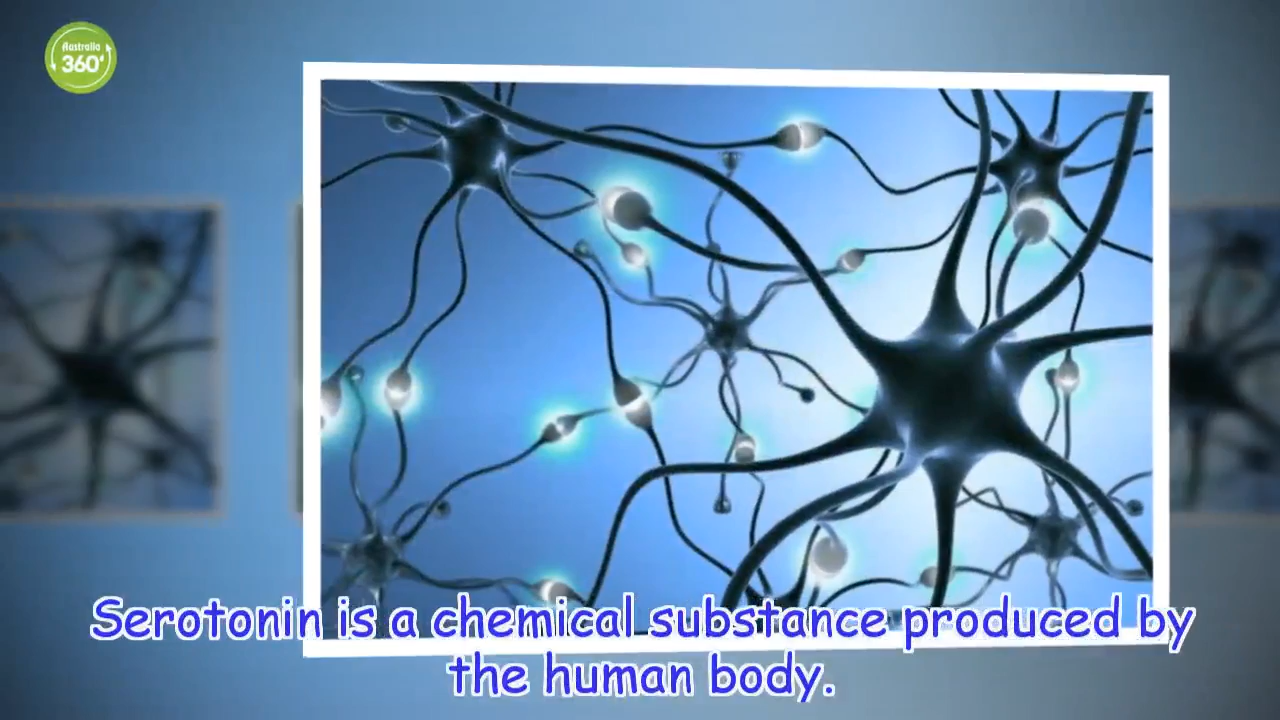 Australia
360°
Serotonin is a chemical substance produced by
the human body.